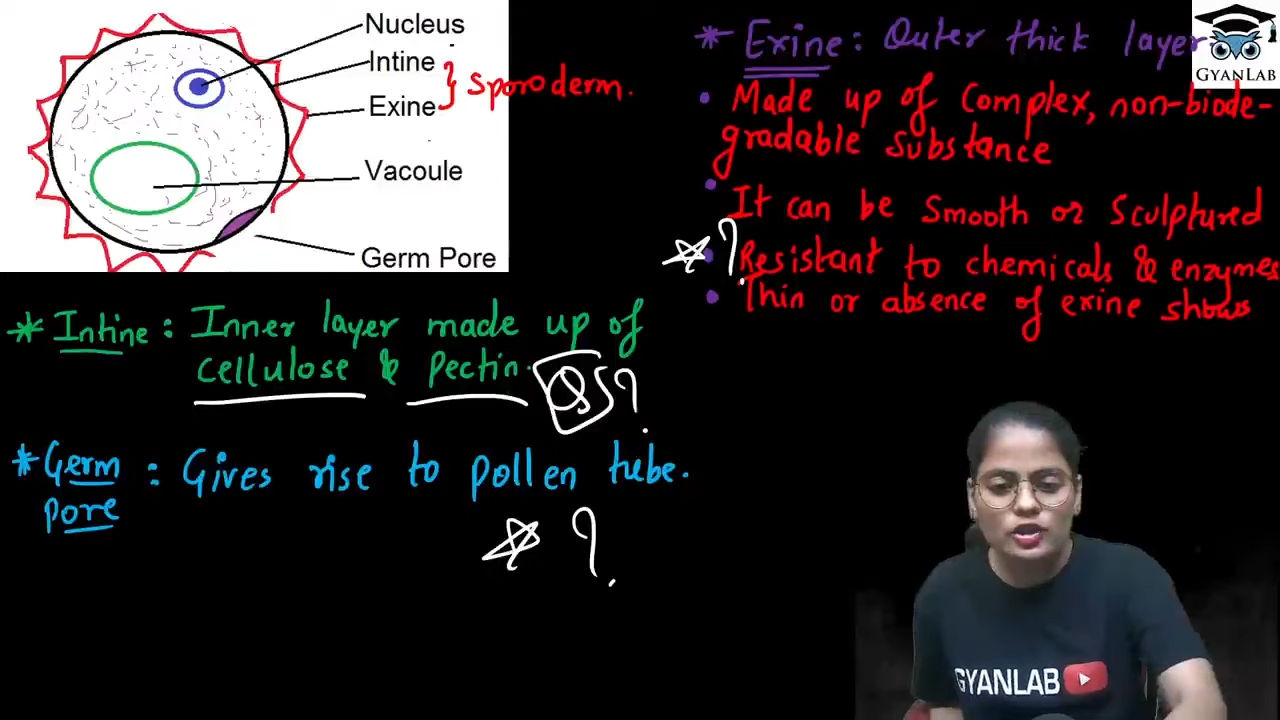 Nucleus
Intine
Exine
} Sporoderm.
Vacoule
Germ Pore
* Intine : Inner layer made up of
cellulose & Pectin.
QS?
* Germ : Gives rise to pollen tube.
pore
?
* Exine : Outer thick layer
• Made up of Complex, non-biode-
gradable substance
• It can be smooth or sculptured
? • Resistant to chemicals & enzymes
• Thin or absence of exine shows
GYANLAB
GYANLAB